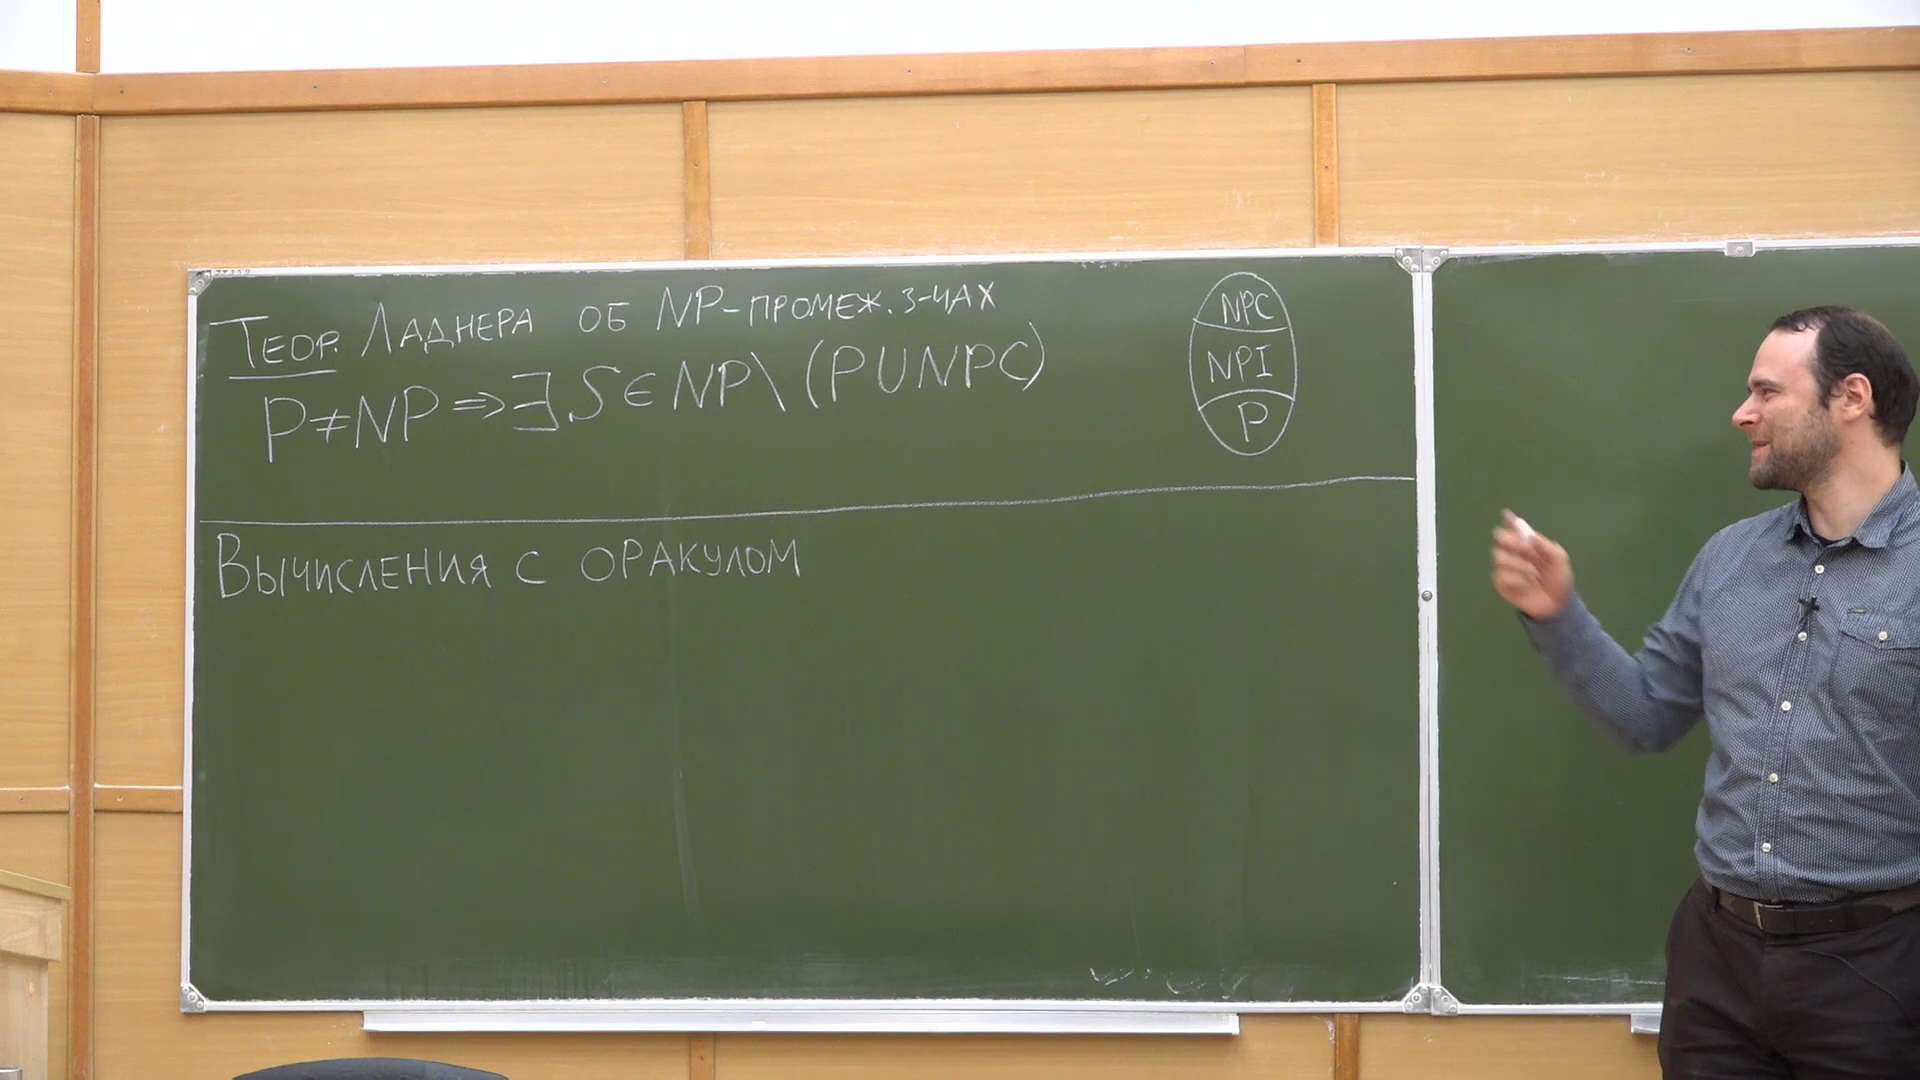 Теор. Ладнера об NP-промеж. з-чах
P≠NP ⇒ ∃ S ∈ NP \ (P ∪ NPC)
NPC
NPI
P
Вычисления с оракулом